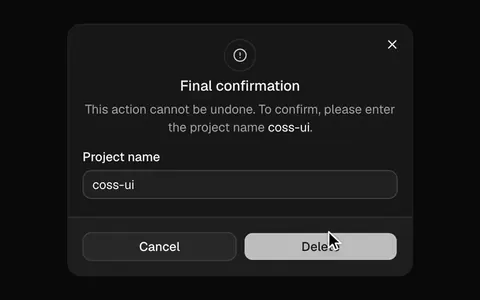 Final confirmation
This action cannot be undone. To confirm, please enter
the project name coss-ui.
Project name
coss-ui
Cancel
Delete